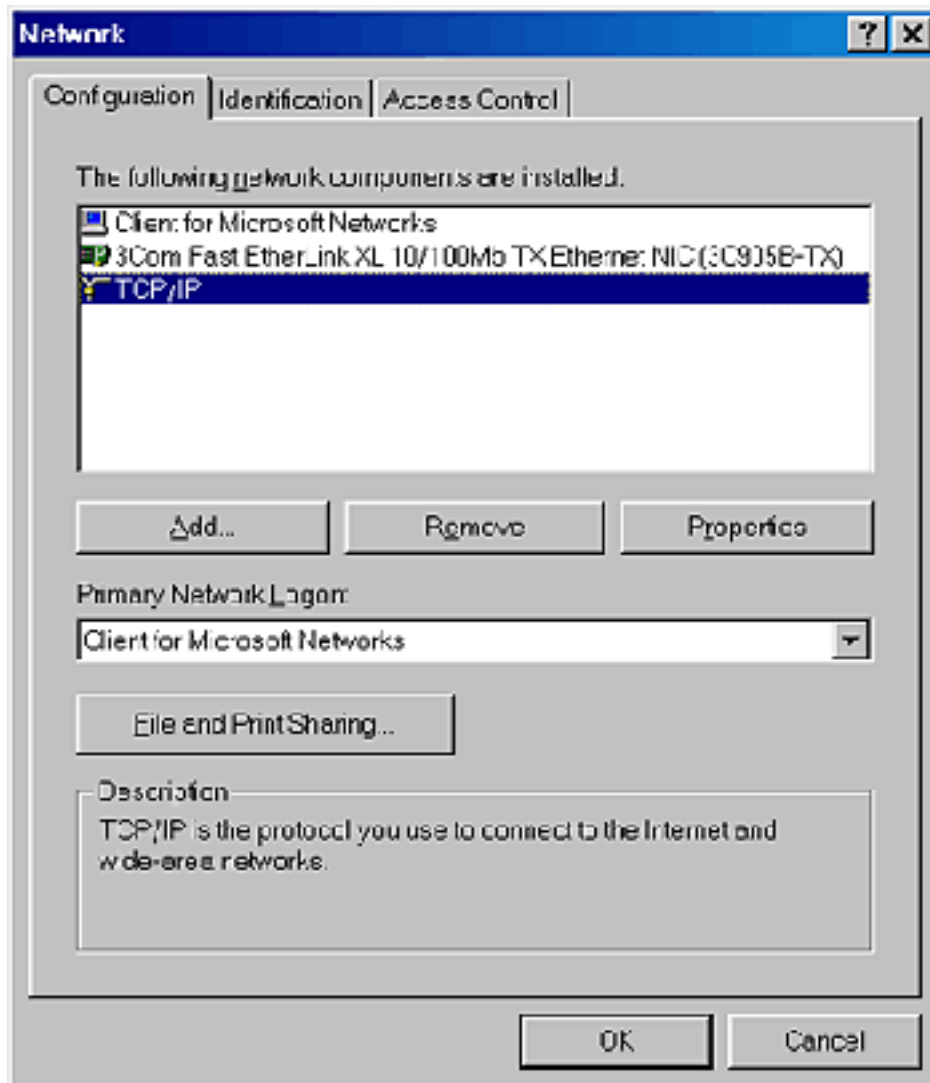 Network
Configuration Identification Access Control
The following network components are installed:
Client for Microsoft Networks
3Com Fast EtherLink XL 10/100Mb TX Ethernet NIC (3C905B-TX)
TCP/IP
Add... Remove Properties
Primary Network Logon:
Client for Microsoft Networks
File and Print Sharing...
Description
TCP/IP is the protocol you use to connect to the Internet and
wide-area networks.
OK Cancel